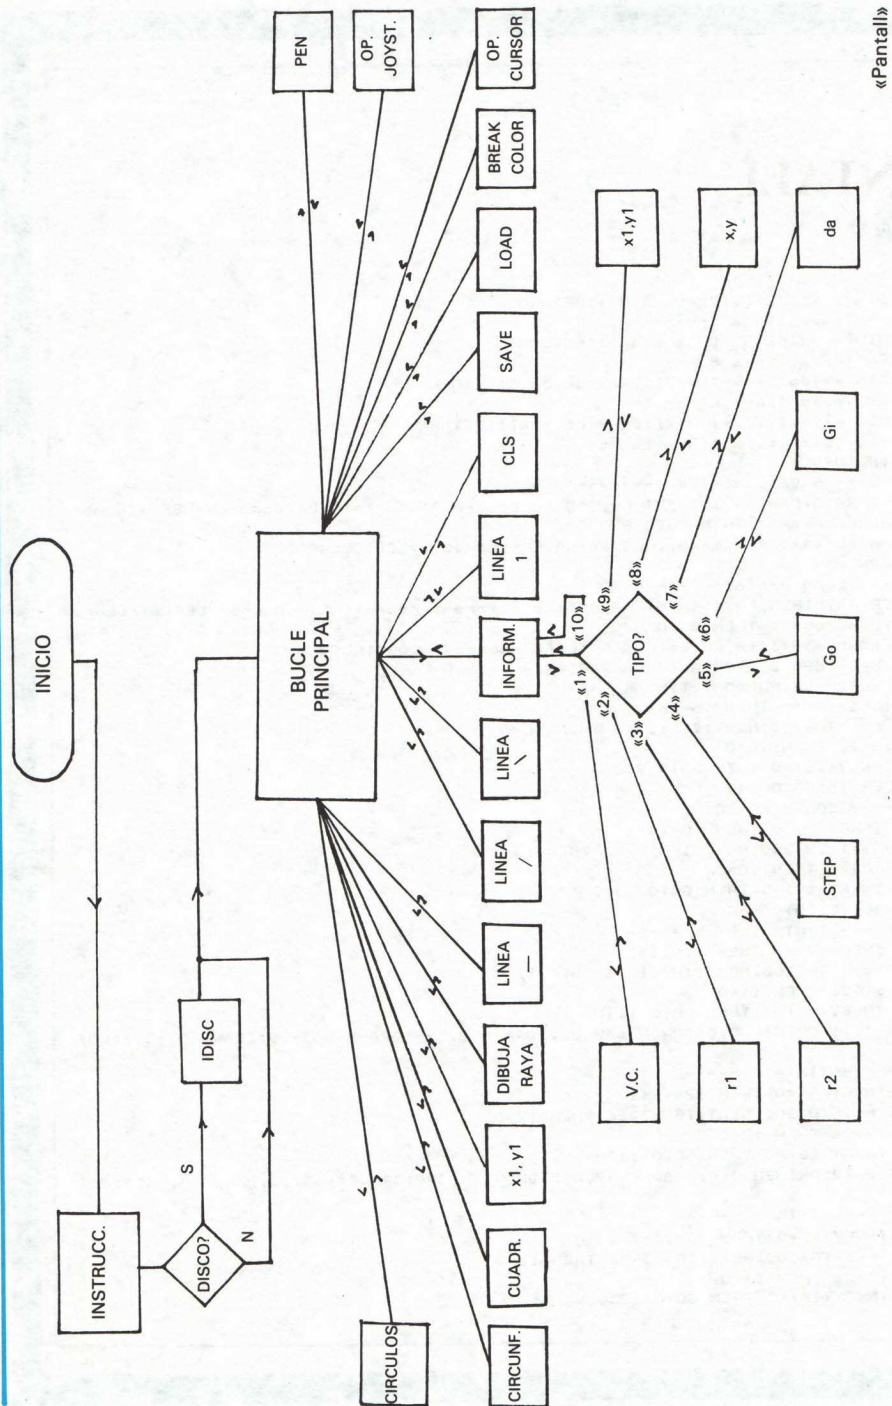 INICIO
INSTRUCC.
DISCO?
S
N
IDISC
BUCLE
PRINCIPAL
PEN
OP.
JOYST.
CIRCULOS
CIRCUNF.
CUADR.
x1, y1
DIBUJA
RAYA.
LINEA
—
LINEA
/
LINEA
\
INFORM.
LINEA
1
CLS
SAVE
LOAD
BREAK
COLOR
OP.
CURSOR
TIPO?
«1»
«2»
«3»
«4»
«5»
«6»
«7»
«8»
«9»
«10»
V.C.
r1
r2
STEP
Go
Gi
da
x,y
x1,y1
«Pantall»